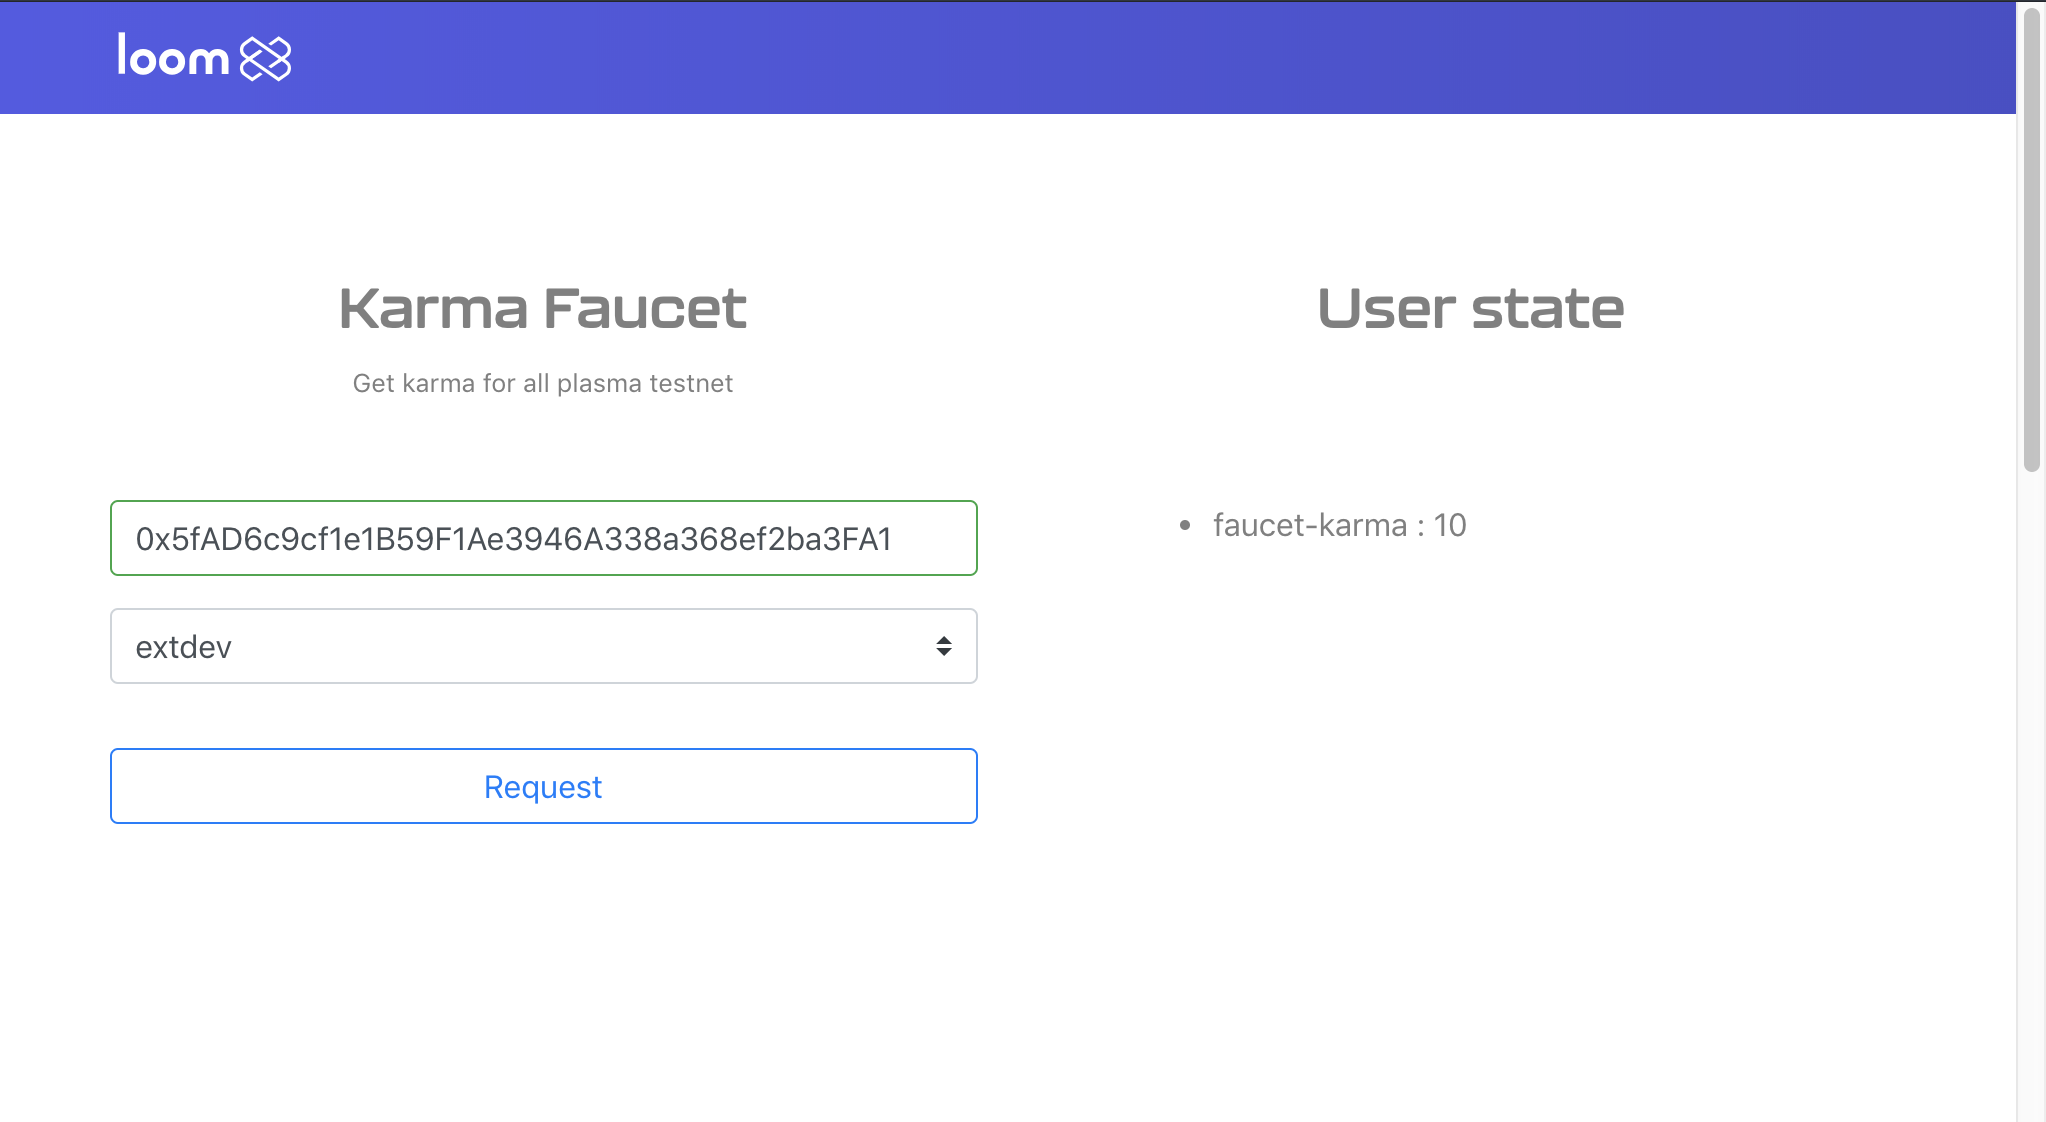 loom
Karma Faucet
Get karma for all plasma testnet
0x5fAD6c9cf1e1B59F1Ae3946A338a368ef2ba3FA1
extdev
Request
User state
• faucet-karma : 10